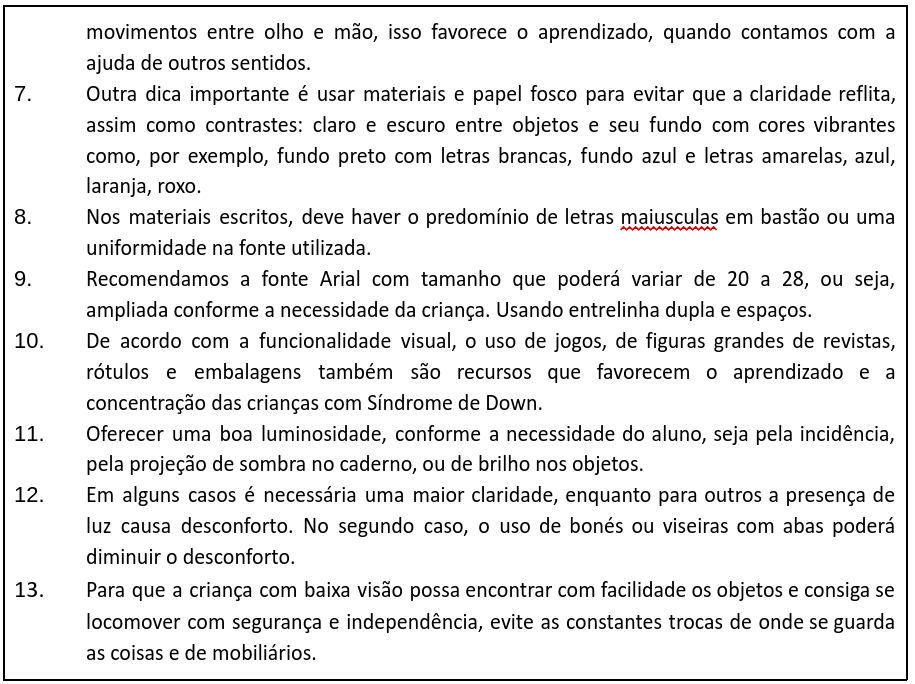 movimentos entre olho e mão, isso favorece o aprendizado, quando contamos com a
ajuda de outros sentidos.
7. Outra dica importante é usar materiais e papel fosco para evitar que a claridade reflita,
assim como contrastes: claro e escuro entre objetos e seu fundo com cores vibrantes
como, por exemplo, fundo preto com letras brancas, fundo azul e letras amarelas, azul,
laranja, roxo.
8. Nos materiais escritos, deve haver o predomínio de letras maiusculas em bastão ou uma
uniformidade na fonte utilizada.
9. Recomendamos a fonte Arial com tamanho que poderá variar de 20 a 28, ou seja,
ampliada conforme a necessidade da criança. Usando entrelinha dupla e espaços.
10. De acordo com a funcionalidade visual, o uso de jogos, de figuras grandes de revistas,
rótulos e embalagens também são recursos que favorecem o aprendizado e a
concentração das crianças com Síndrome de Down.
11. Oferecer uma boa luminosidade, conforme a necessidade do aluno, seja pela incidência,
pela projeção de sombra no caderno, ou de brilho nos objetos.
12. Em alguns casos é necessária uma maior claridade, enquanto para outros a presença de
luz causa desconforto. No segundo caso, o uso de bonés ou viseiras com abas poderá
diminuir o desconforto.
13. Para que a criança com baixa visão possa encontrar com facilidade os objetos e consiga se
locomover com segurança e independência, evite as constantes trocas de onde se guarda
as coisas e de mobiliários.